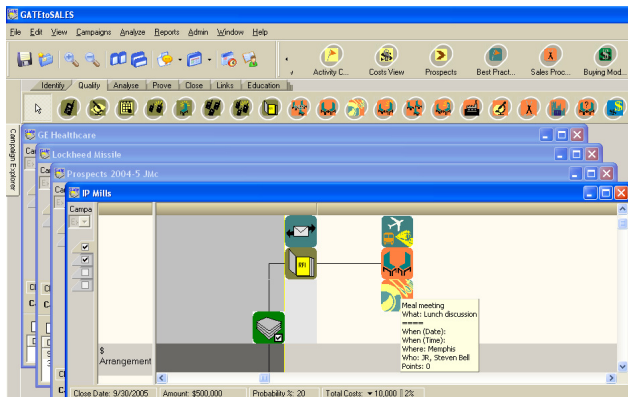 GATEtoSALES
File Edit View Campaigns Analyze Reports Admin Window Help
Activity C... Costs View Prospects Best Pract... Sales Proc... Buying Mod...
Identify Qualify Analyse Prove Close Links Education
Campaign Explorer
GE Healthcare
Lockheed Missile
Prospects 2004-5 JMc
IP Mills
Campa
RFI
Meal meeting
What: Lunch discussion
====
When (Date):
When (Time):
Where: Memphis
Who: JR, Steven Bell
Points: 0
$
Arrangement
Close Date: 9/30/2005 Amount: $500,000 Probability %: 20 Total Costs: 10,000 2%